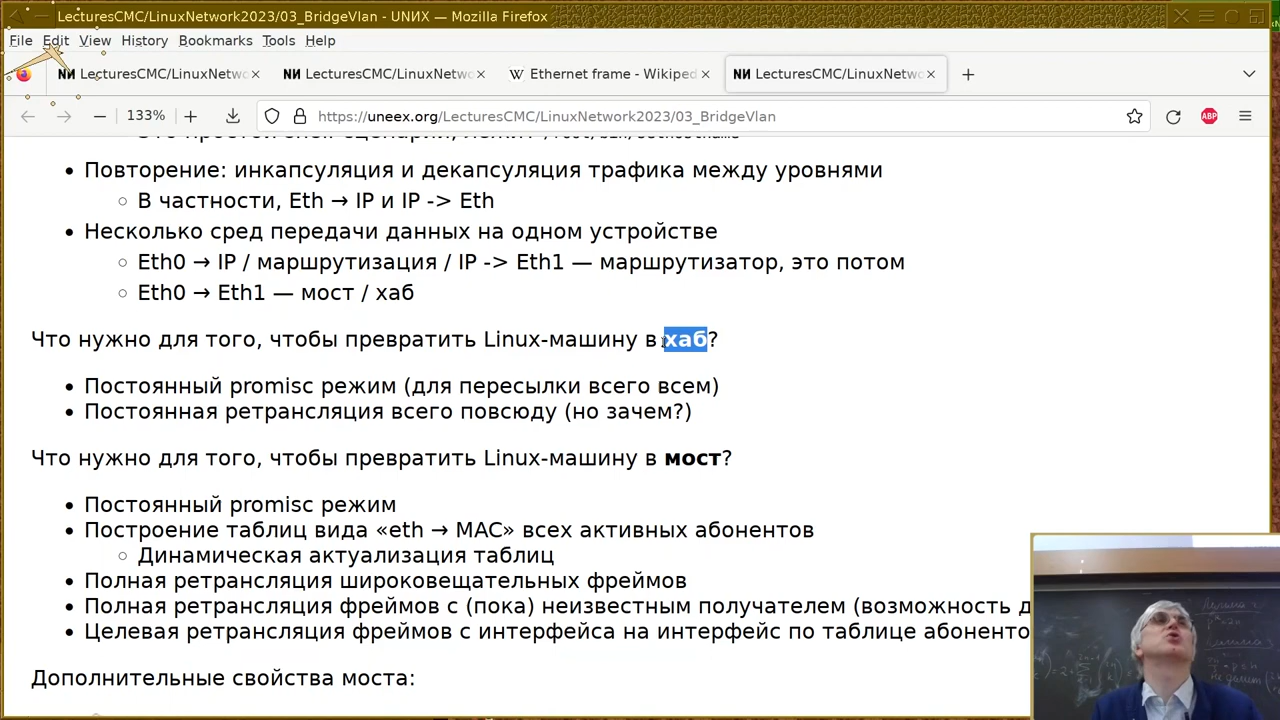 LecturesCMC/LinuxNetwork2023/03_BridgeVlan - UNИX — Mozilla Firefox
File Edit View History Bookmarks Tools Help
LecturesCMC/LinuxNetwo
LecturesCMC/LinuxNetwo
Ethernet frame - Wikiped
LecturesCMC/LinuxNetwo
133%
https://uneex.org/LecturesCMC/LinuxNetwork2023/03_BridgeVlan
ABP
• Повторение: инкапсуляция и декапсуляция трафика между уровнями
◦ В частности, Eth → IP и IP -> Eth
• Несколько сред передачи данных на одном устройстве
◦ Eth0 → IP / маршрутизация / IP -> Eth1 — маршрутизатор, это потом
◦ Eth0 → Eth1 — мост / хаб
Что нужно для того, чтобы превратить Linux-машину в хаб?
• Постоянный promisc режим (для пересылки всего всем)
• Постоянная ретрансляция всего повсюду (но зачем?)
Что нужно для того, чтобы превратить Linux-машину в мост?
• Постоянный promisc режим
• Построение таблиц вида «eth → MAC» всех активных абонентов
◦ Динамическая актуализация таблиц
• Полная ретрансляция широковещательных фреймов
• Полная ретрансляция фреймов с (пока) неизвестным получателем (возможность д
• Целевая ретрансляция фреймов с интерфейса на интерфейс по таблице абоненто
Дополнительные свойства моста: